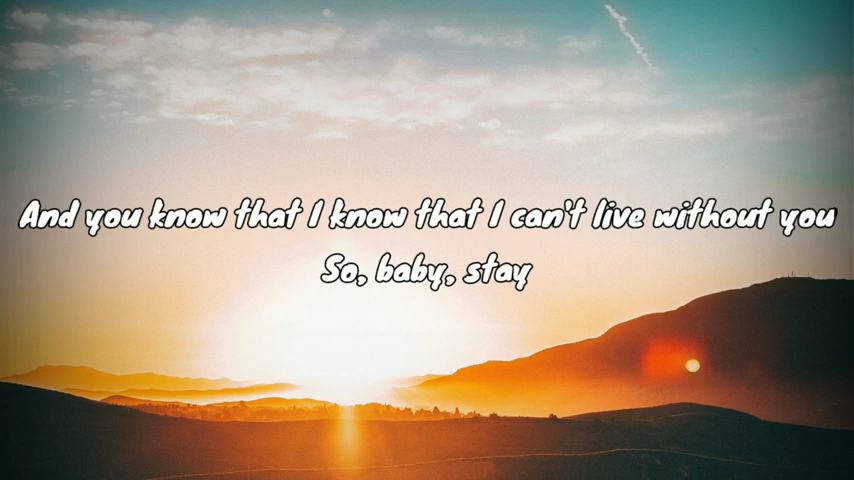 And you know that I know that I can't live without you
So, baby, stay